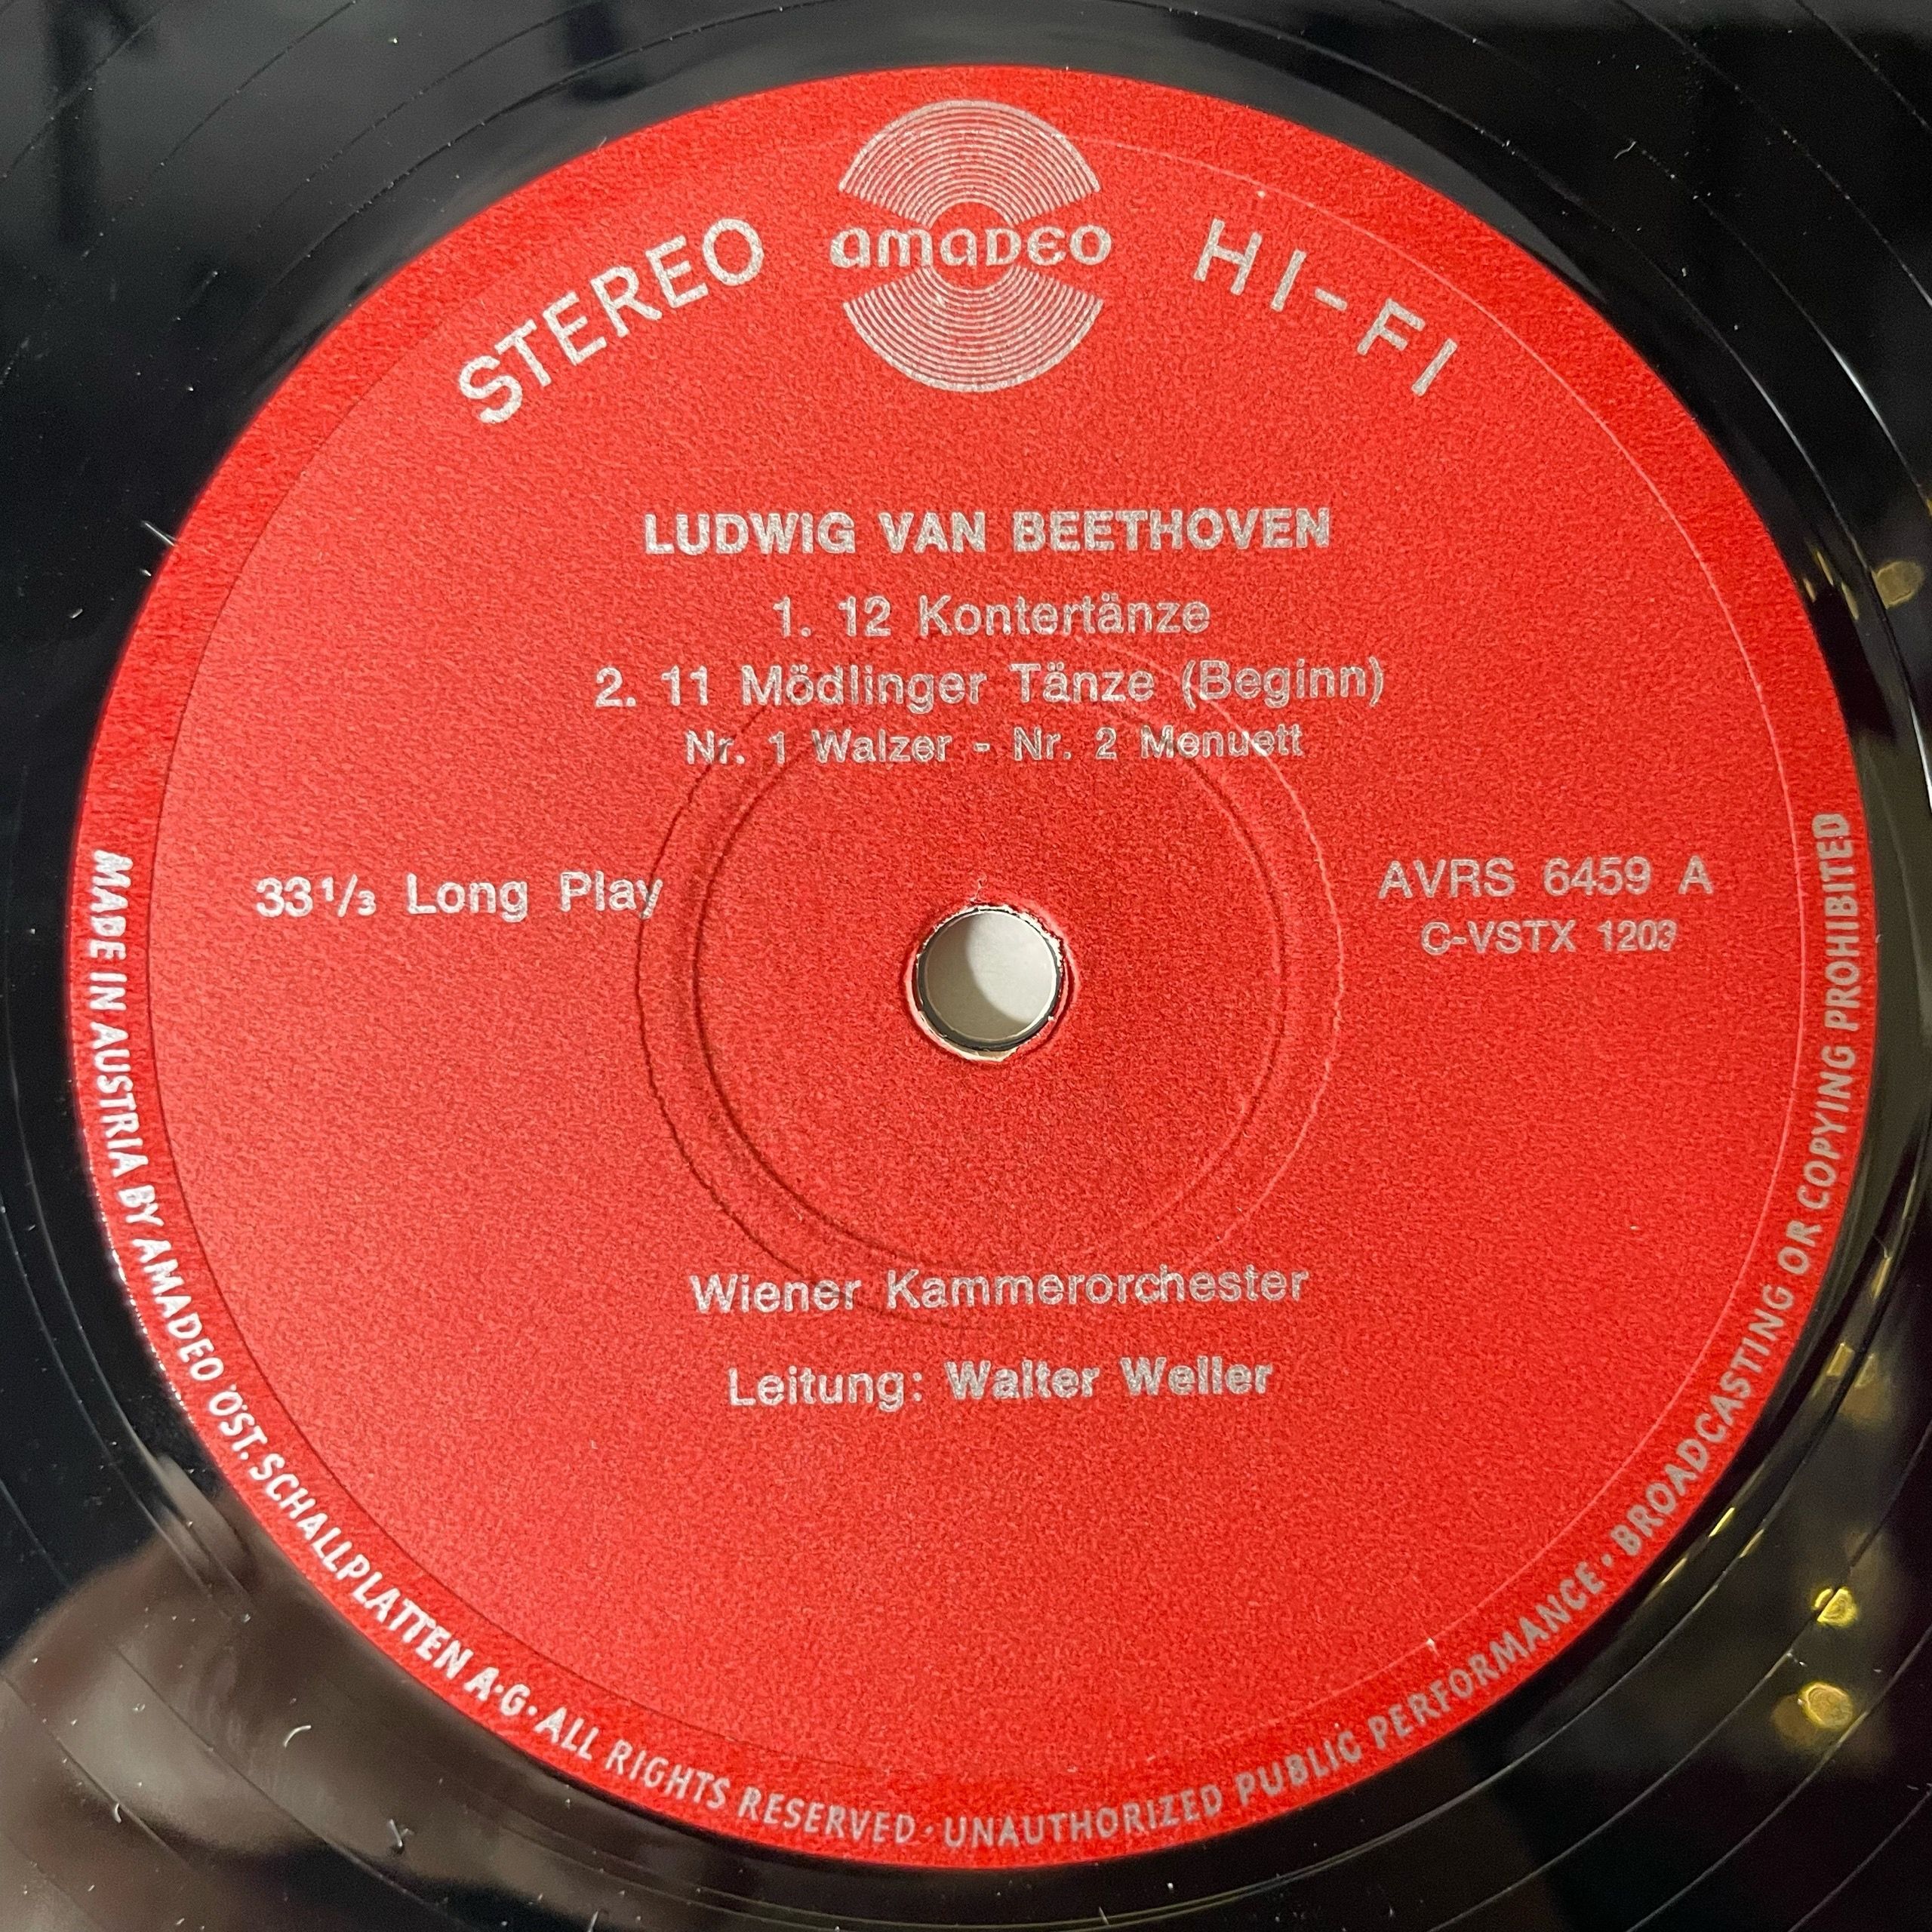 STEREO
amaDeo
HI-FI
LUDWIG VAN BEETHOVEN
1. 12 Kontertänze
2. 11 Mödlinger Tänze (Beginn)
Nr. 1 Walzer - Nr. 2 Menuett
33 1/3 Long Play
AVRS 6459 A
C-VSTX 1203
Wiener Kammerorchester
Leitung: Walter Weller
MADE IN AUSTRIA BY AMADEO ÖST. SCHALLPLATTEN A·G· ALL RIGHTS RESERVED · UNAUTHORIZED PUBLIC PERFORMANCE · BROADCASTING OR COPYING PROHIBITED